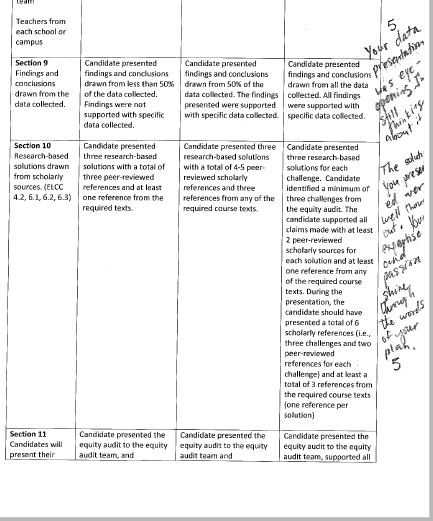 team
Teachers from
each school or
campus
5
Your data
presentation
was eye-
opening. I'm
still thinking
about it
Section 9
Findings and
conclusions
drawn from the
data collected.
Candidate presented
findings and conclusions
drawn from less than 50%
of the data collected.
Findings were not
supported with specific
data collected.
Candidate presented
findings and conclusions
drawn from 50% of the
data collected. The findings
presented were supported
with specific data collected.
Candidate presented
findings and conclusions
drawn from all the data
collected. All findings
were supported with
specific data collected.
Section 10
Research-based
solutions drawn
from scholarly
sources. (ELCC
4.2, 6.1, 6.2, 6.3)
Candidate presented
three research-based
solutions with a total of
three peer-reviewed
references and at least
one reference from the
required texts.
Candidate presented three
research-based solutions
with a total of 4-5 peer-
reviewed scholarly
references and three
references from any of the
required course texts.
Candidate presented
three research-based
solutions for each
challenge. Candidate
identified a minimum of
three challenges from
the equity audit. The
candidate supported all
claims made with at least
2 peer-reviewed
scholarly sources for
each solution and at least
one reference from any
of the required course
texts. During the
presentation, the
candidate should have
presented a total of 6
scholarly references (i.e.,
three challenges and two
peer-reviewed
references for each
challenge) and at least a
total of 3 references from
the required course texts
(one reference per
solution)
The soluti
you present
ed were
well thou
out. Your
expertise
and
passion
shine
through
the words
of your
plan.
5
Section 11
Candidates will
present their
Candidate presented the
equity audit to the equity
audit team, and
Candidate presented the
equity audit to the equity
audit team and
Candidate presented the
equity audit to the equity
audit team, supported all